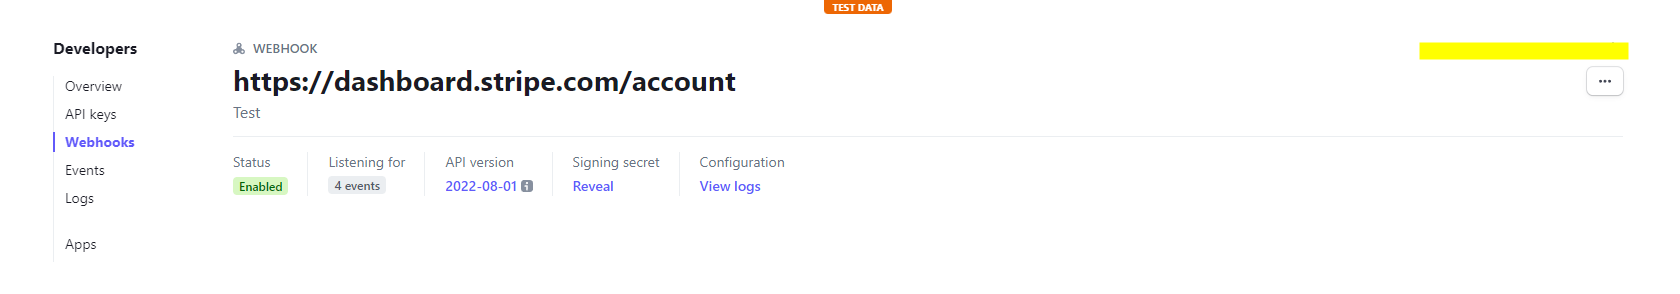 TEST DATA
Developers
Overview
API keys
Webhooks
Events
Logs
Apps
WEBHOOK
https://dashboard.stripe.com/account
Test
Status
Enabled
Listening for
4 events
API version
2022-08-01
Signing secret
Reveal
Configuration
View logs